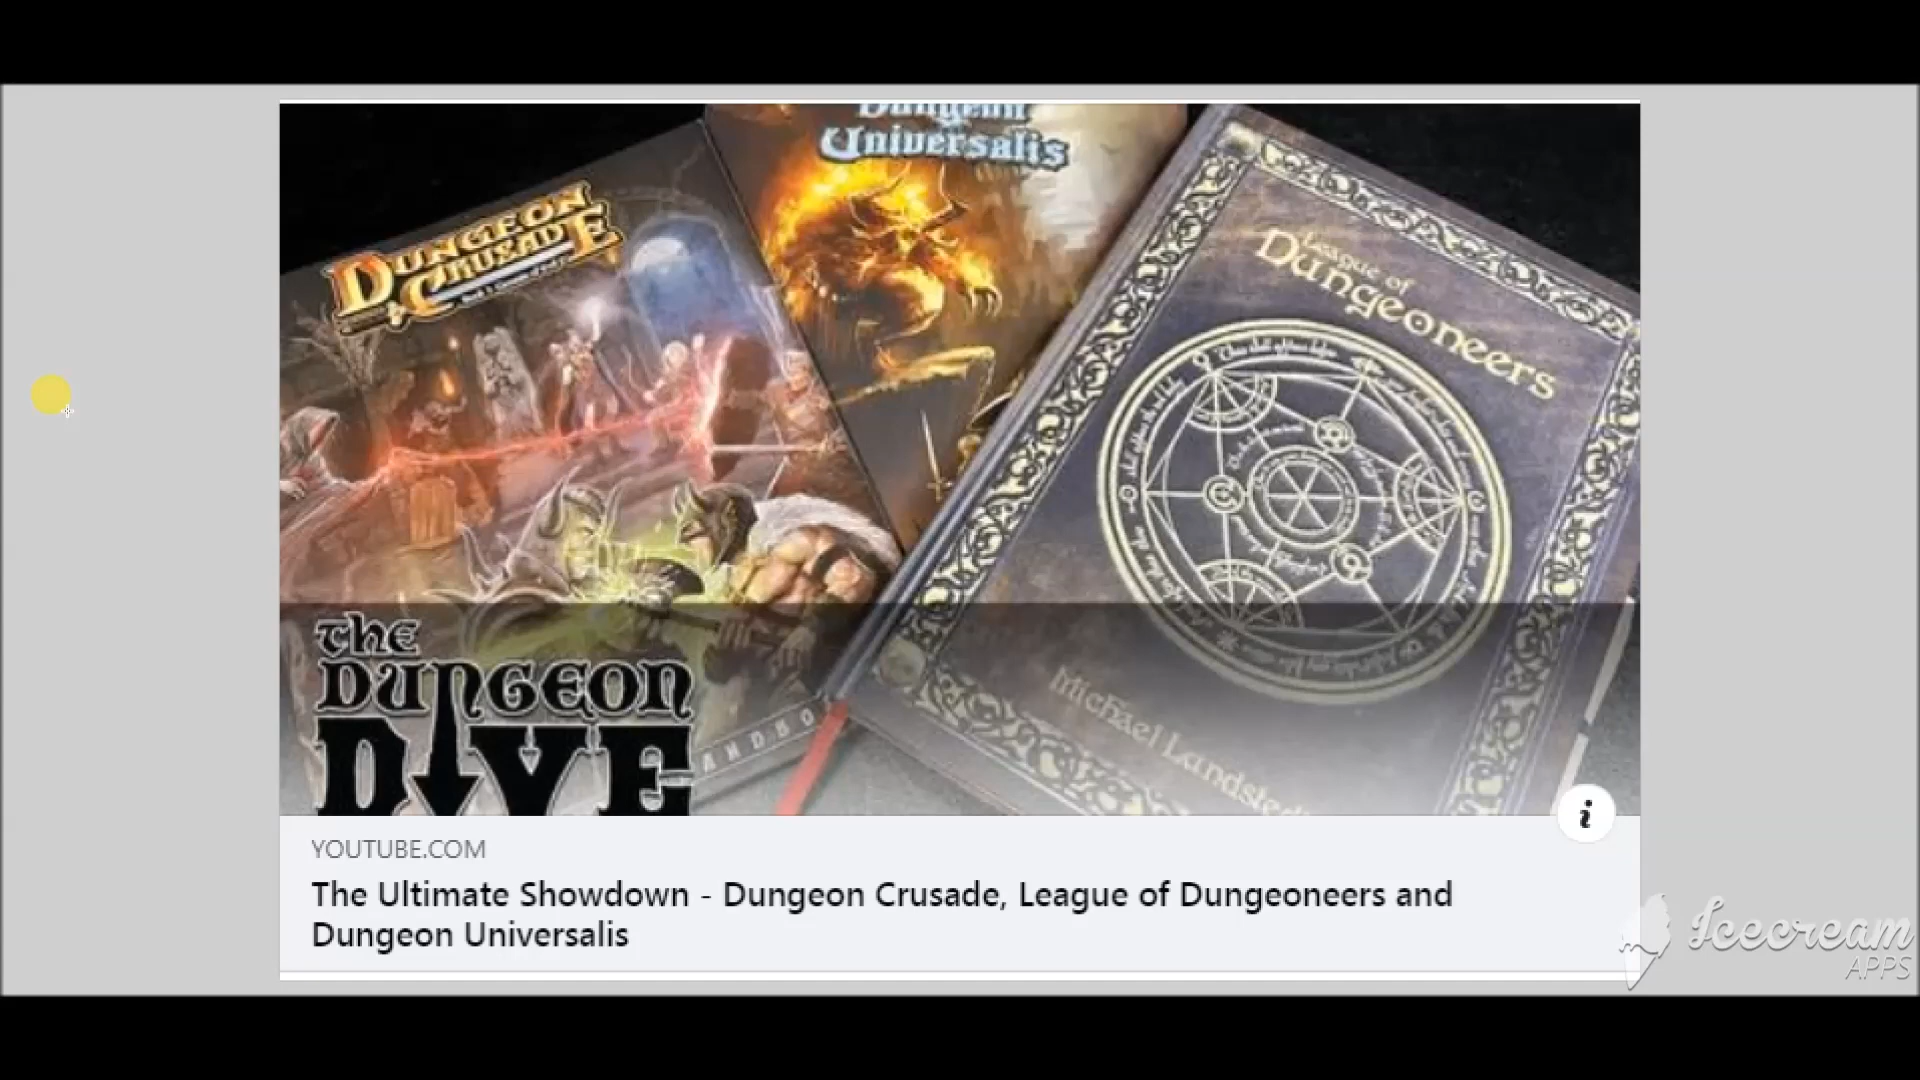 Dungeon
Universalis
DUNGEON
CRUSADE
League of
Dungeoneers
THE
DUNGEON
DIVE
Michael Lundstedt
YOUTUBE.COM
The Ultimate Showdown - Dungeon Crusade, League of Dungeoneers and
Dungeon Universalis
Icecream
APPS